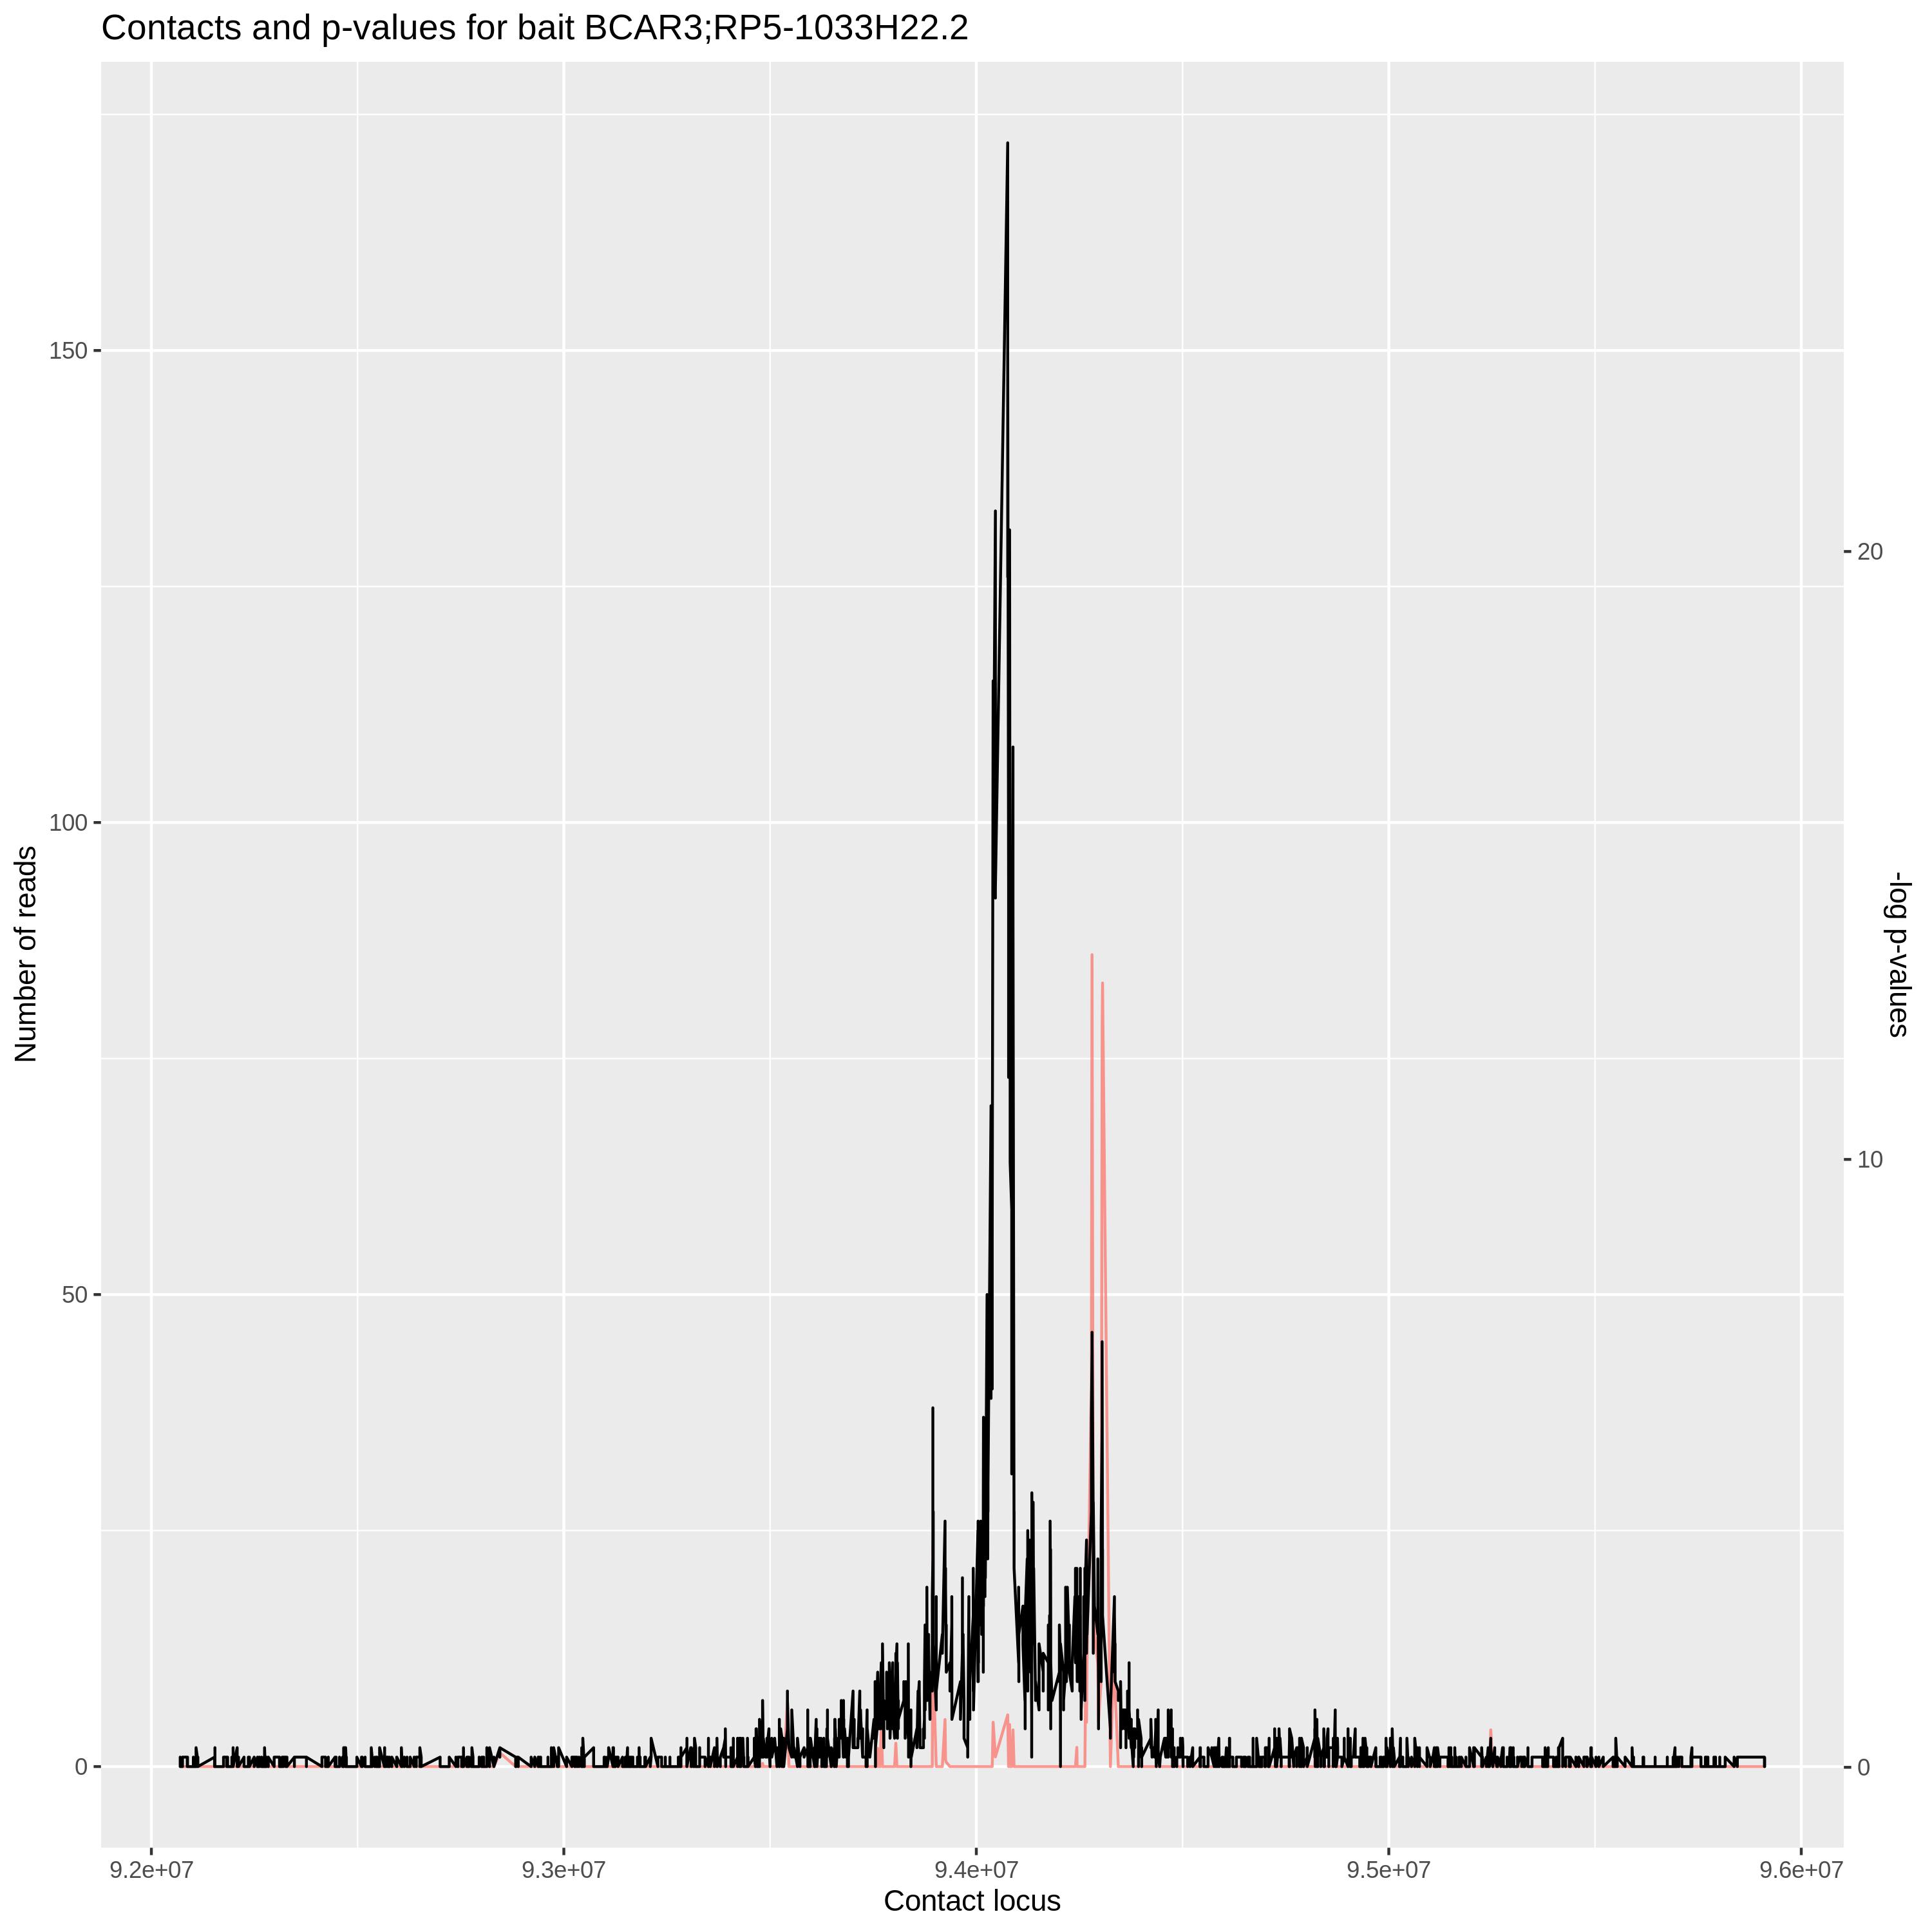 Contacts and p-values for bait BCAR3;RP5-1033H22.2
150
100
50
0
Number of reads
20
10
0
-log p-values
9.2e+07
9.3e+07
9.4e+07
9.5e+07
9.6e+07
Contact locus